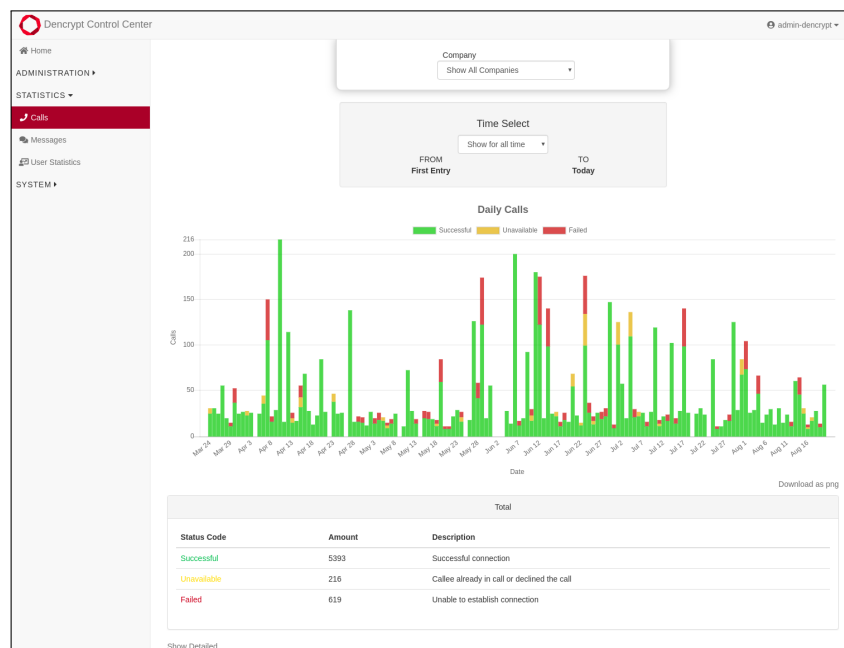 Dencrypt Control Center
admin-dencrypt
Home
ADMINISTRATION
STATISTICS
Calls
Messages
User Statistics
SYSTEM
Company
Show All Companies
Time Select
Show for all time
FROM TO
First Entry Today
Daily Calls
Successful Unavailable Failed
216
200
150
100
50
0
Calls
Mar 24 Mar 29 Apr 3 Apr 8 Apr 13 Apr 18 Apr 23 Apr 28 May 3 May 8 May 13 May 18 May 23 May 28 Jun 2 Jun 7 Jun 12 Jun 17 Jun 22 Jun 27 Jul 2 Jul 7 Jul 12 Jul 17 Jul 22 Jul 27 Aug 1 Aug 6 Aug 11 Aug 16
Date
Download as png
Total
Status Code Amount Description
Successful 5393 Successful connection
Unavailable 216 Callee already in call or declined the call
Failed 619 Unable to establish connection
Show Detailed